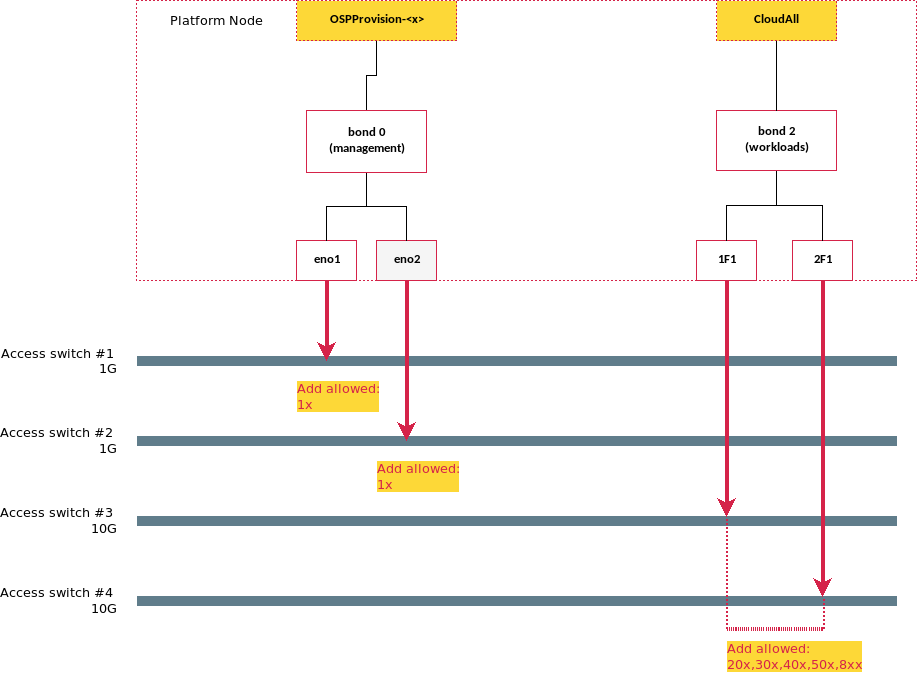 Platform Node
OSPProvision-<x>
CloudAll
bond 0
(management)
bond 2
(workloads)
eno1
eno2
1F1
2F1
Access switch #1
1G
Add allowed:
1x
Access switch #2
1G
Add allowed:
1x
Access switch #3
10G
Access switch #4
10G
Add allowed:
20x,30x,40x,50x,8xx